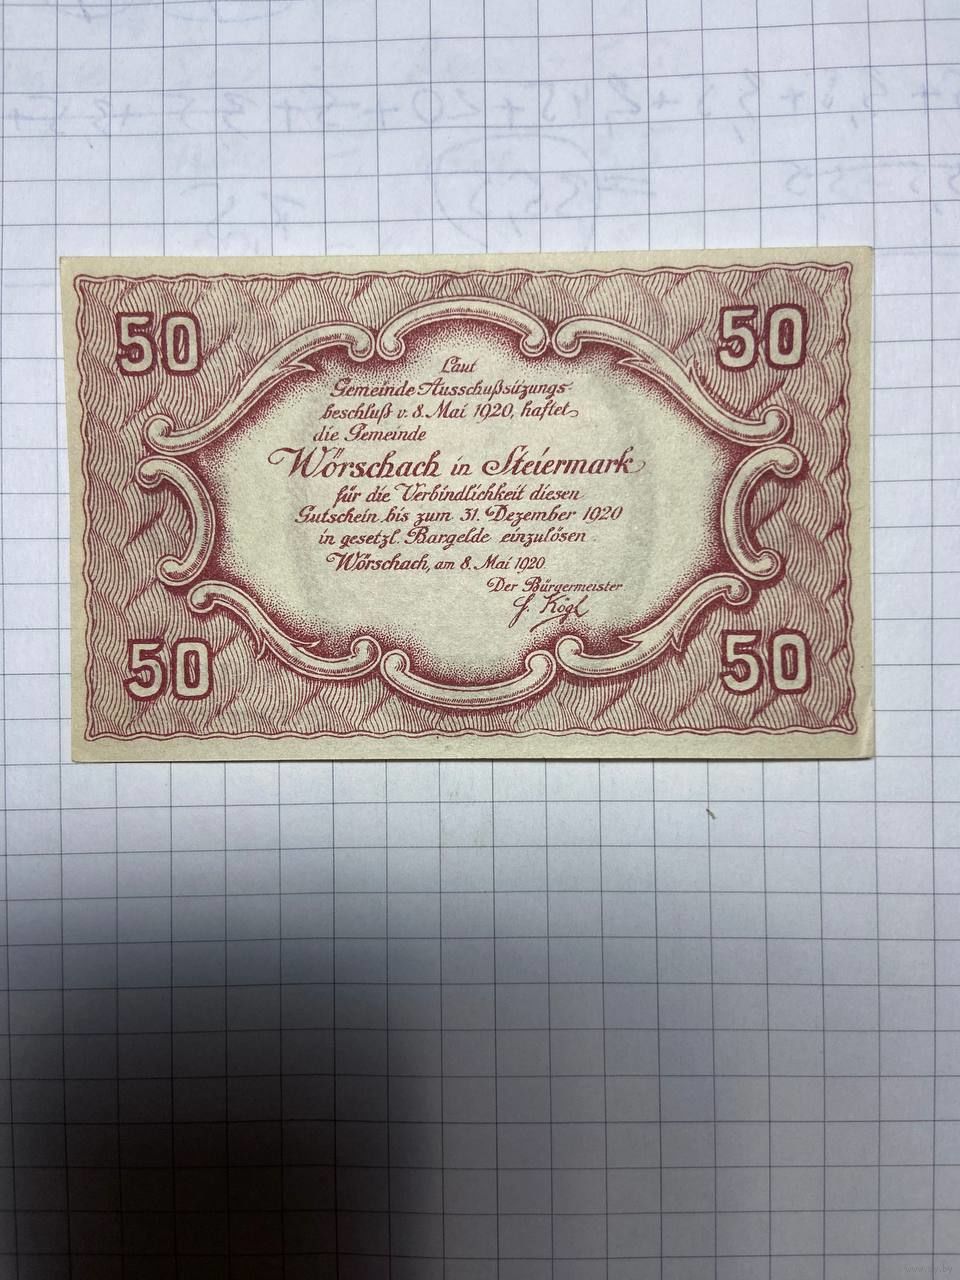 50 50
Laut
Gemeinde-Ausschußsitzungs-
beschluß v. 8. Mai 1920, haftet
die Gemeinde
Wörschach in Steiermark
für die Verbindlichkeit diesen
Gutschein bis zum 31. Dezember 1920
in gesetzl. Bargelde einzulösen
Wörschach, am 8. Mai 1920.
Der Bürgermeister
Kögl
50 50